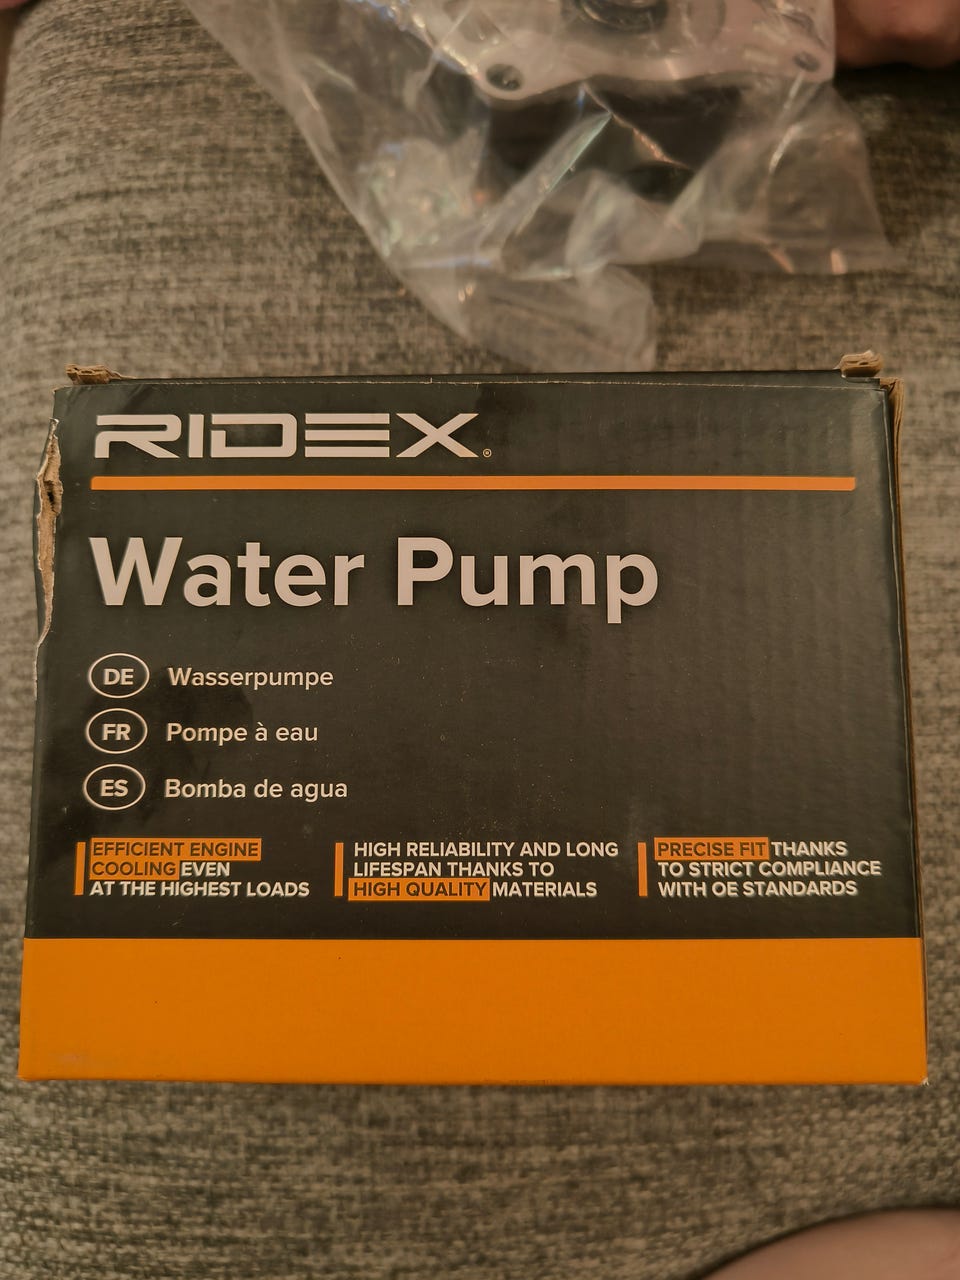 RIDEX®
Water Pump
DE Wasserpumpe
FR Pompe à eau
ES Bomba de agua
EFFICIENT ENGINE
COOLING EVEN
AT THE HIGHEST LOADS
HIGH RELIABILITY AND LONG
LIFESPAN THANKS TO
HIGH QUALITY MATERIALS
PRECISE FIT THANKS
TO STRICT COMPLIANCE
WITH OE STANDARDS